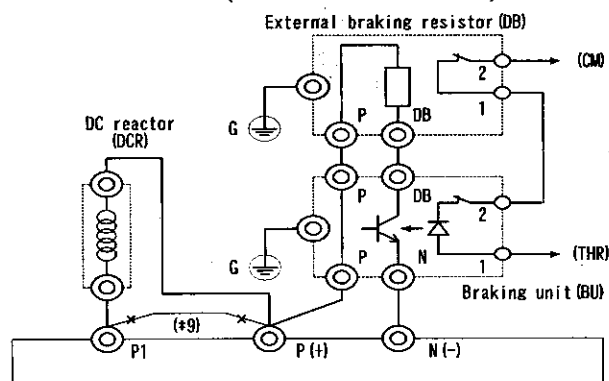 External braking resistor (DB)
(CM)
2
1
DC reactor
(DCR)
G
P
DB
P
DB
2
G
P
N
1
(THR)
Braking unit (BU)
(*9)
P1
P (+)
N (-)